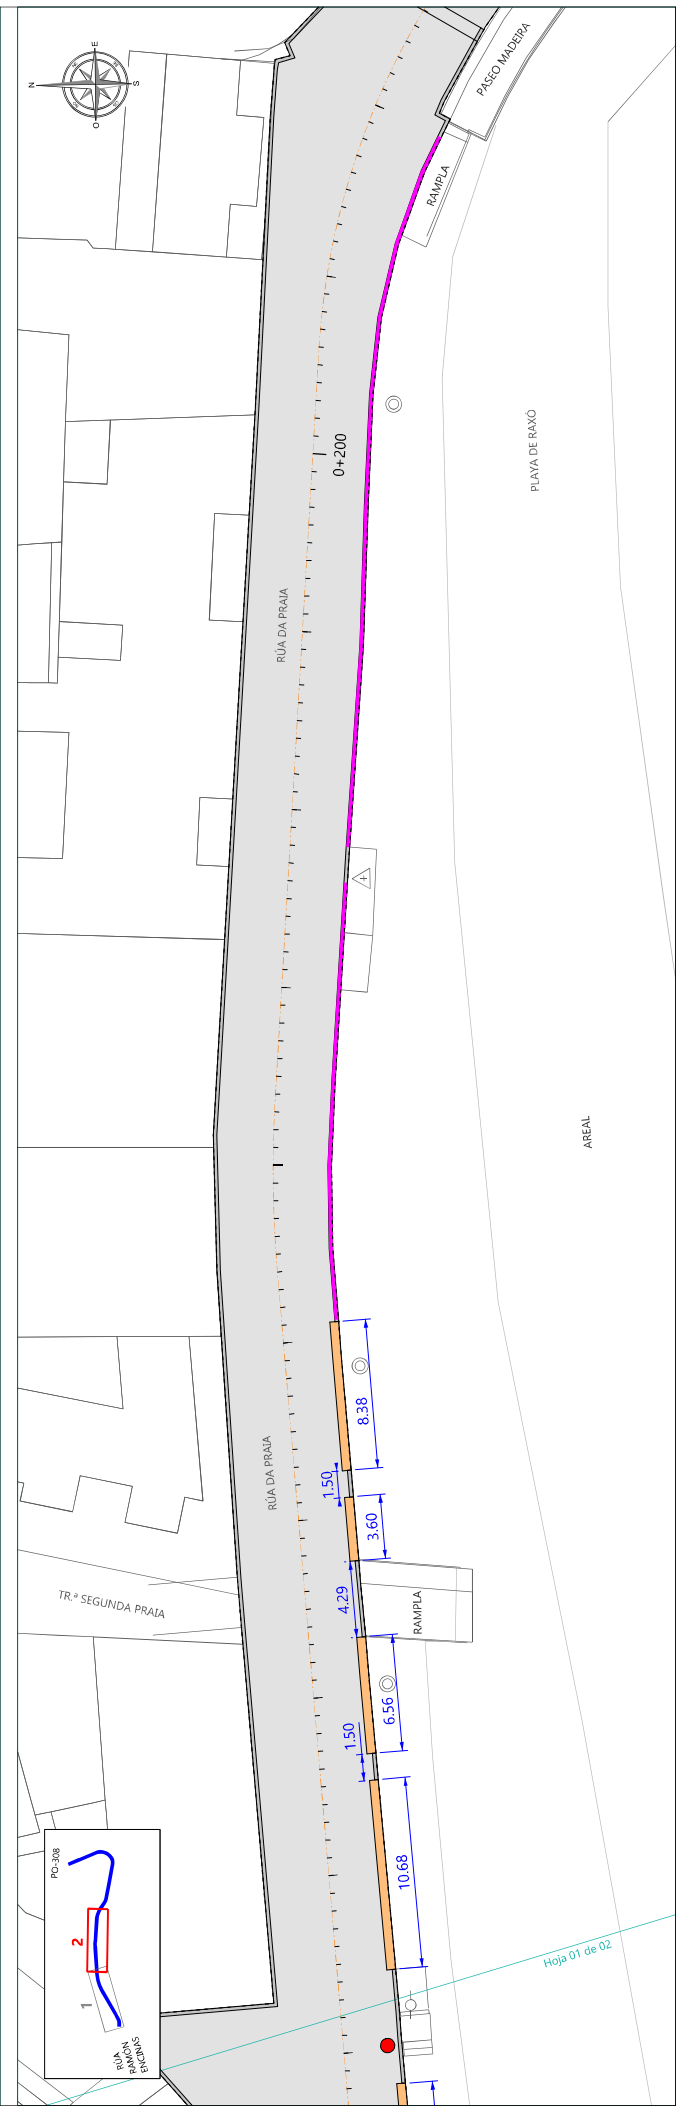 E
N
S
O
PASEO MADEIRA
RAMPLA
PLAYA DE RAXÓ
0+200
RÚA DA PRAIA
AREAL
8.38
1.50
RÚA DA PRAIA
3.60
4.29
RAMPLA
TR.ª SEGUNDA PRAIA
6.56
1.50
10.68
Hoja 01 de 02
PO-308
2
1
RÚA
RAMÓN
ENCINAS